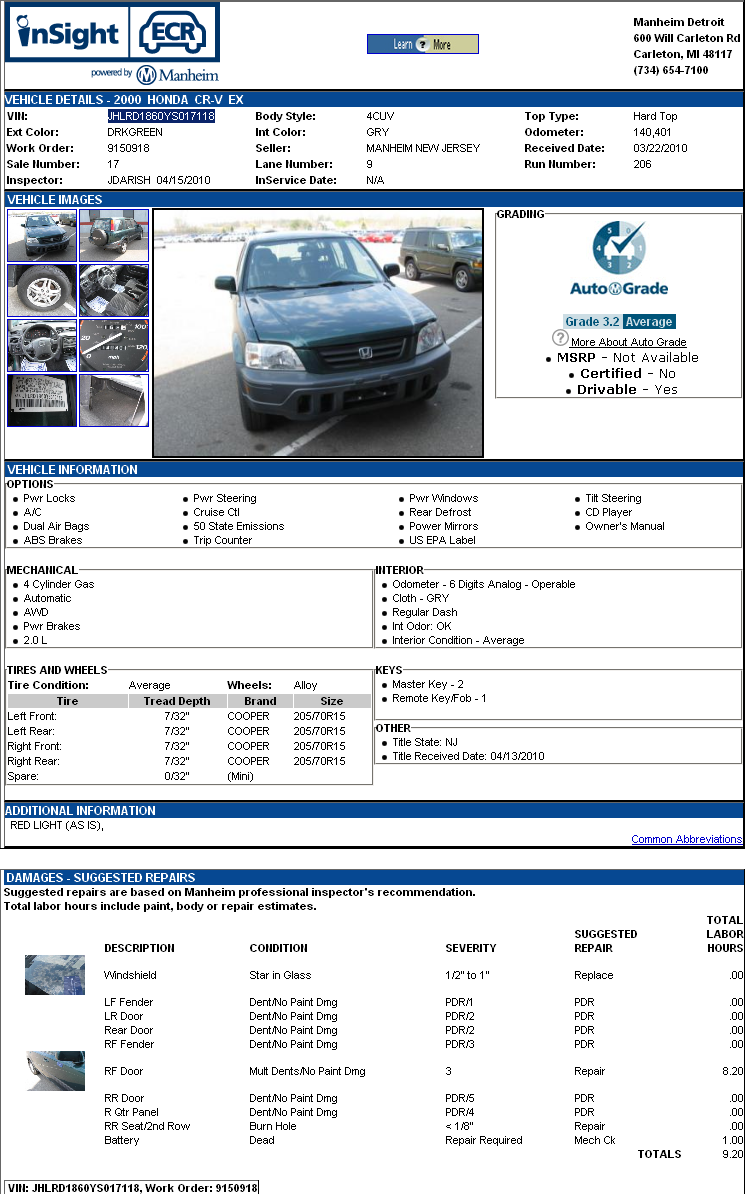 inSight ECR
powered by Manheim
Learn ? More
Manheim Detroit
600 Will Carleton Rd
Carleton, MI 48117
(734) 654-7100
VEHICLE DETAILS - 2000 HONDA CR-V EX
VIN: JHLRD1860YS017118 Body Style: 4CUV Top Type: Hard Top
Ext Color: DRKGREEN Int Color: GRY Odometer: 140,401
Work Order: 9150918 Seller: MANHEIM NEW JERSEY Received Date: 03/22/2010
Sale Number: 17 Lane Number: 9 Run Number: 206
Inspector: JDARISH 04/15/2010 InService Date: N/A
VEHICLE IMAGES
GRADING
5 4 3 2 1 0
AutoGrade
Grade 3.2 Average
? More About Auto Grade
• MSRP - Not Available
• Certified - No
• Drivable - Yes
VEHICLE INFORMATION
OPTIONS
• Pwr Locks • Pwr Steering • Pwr Windows • Tilt Steering
• A/C • Cruise Ctl • Rear Defrost • CD Player
• Dual Air Bags • 50 State Emissions • Power Mirrors • Owner's Manual
• ABS Brakes • Trip Counter • US EPA Label
MECHANICAL
• 4 Cylinder Gas
• Automatic
• AWD
• Pwr Brakes
• 2.0 L
INTERIOR
• Odometer - 6 Digits Analog - Operable
• Cloth - GRY
• Regular Dash
• Int Odor: OK
• Interior Condition - Average
TIRES AND WHEELS
Tire Condition: Average Wheels: Alloy
Tire Tread Depth Brand Size
Left Front: 7/32" COOPER 205/70R15
Left Rear: 7/32" COOPER 205/70R15
Right Front: 7/32" COOPER 205/70R15
Right Rear: 7/32" COOPER 205/70R15
Spare: 0/32" (Mini)
KEYS
• Master Key - 2
• Remote Key/Fob - 1
OTHER
• Title State: NJ
• Title Received Date: 04/13/2010
ADDITIONAL INFORMATION
RED LIGHT (AS IS),
Common Abbreviations
DAMAGES - SUGGESTED REPAIRS
Suggested repairs are based on Manheim professional inspector's recommendation.
Total labor hours include paint, body or repair estimates.
DESCRIPTION CONDITION SEVERITY SUGGESTED REPAIR TOTAL LABOR HOURS
Windshield Star in Glass 1/2" to 1" Replace .00
LF Fender Dent/No Paint Dmg PDR/1 PDR .00
LR Door Dent/No Paint Dmg PDR/2 PDR .00
Rear Door Dent/No Paint Dmg PDR/2 PDR .00
RF Fender Dent/No Paint Dmg PDR/3 PDR .00
RF Door Mult Dents/No Paint Dmg 3 Repair 8.20
RR Door Dent/No Paint Dmg PDR/5 PDR .00
R Qtr Panel Dent/No Paint Dmg PDR/4 PDR .00
RR Seat/2nd Row Burn Hole < 1/8" Repair .00
Battery Dead Repair Required Mech Ck 1.00
TOTALS 9.20
VIN: JHLRD1860YS017118, Work Order: 9150918